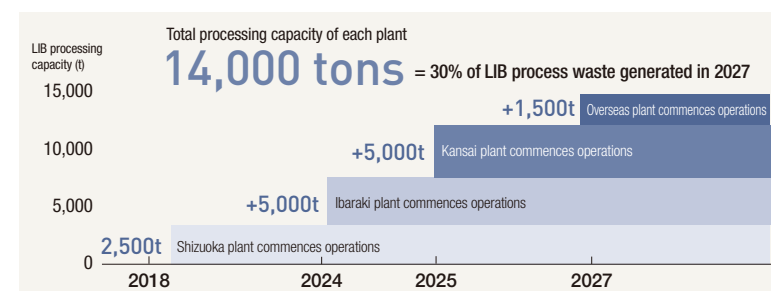 Total processing capacity of each plant
LIB processing
capacity (t)
14,000 tons = 30% of LIB process waste generated in 2027
15,000
+1,500t Overseas plant commences operations
10,000
+5,000t Kansai plant commences operations
5,000
+5,000t Ibaraki plant commences operations
2,500t Shizuoka plant commences operations
0
2018 2024 2025 2027